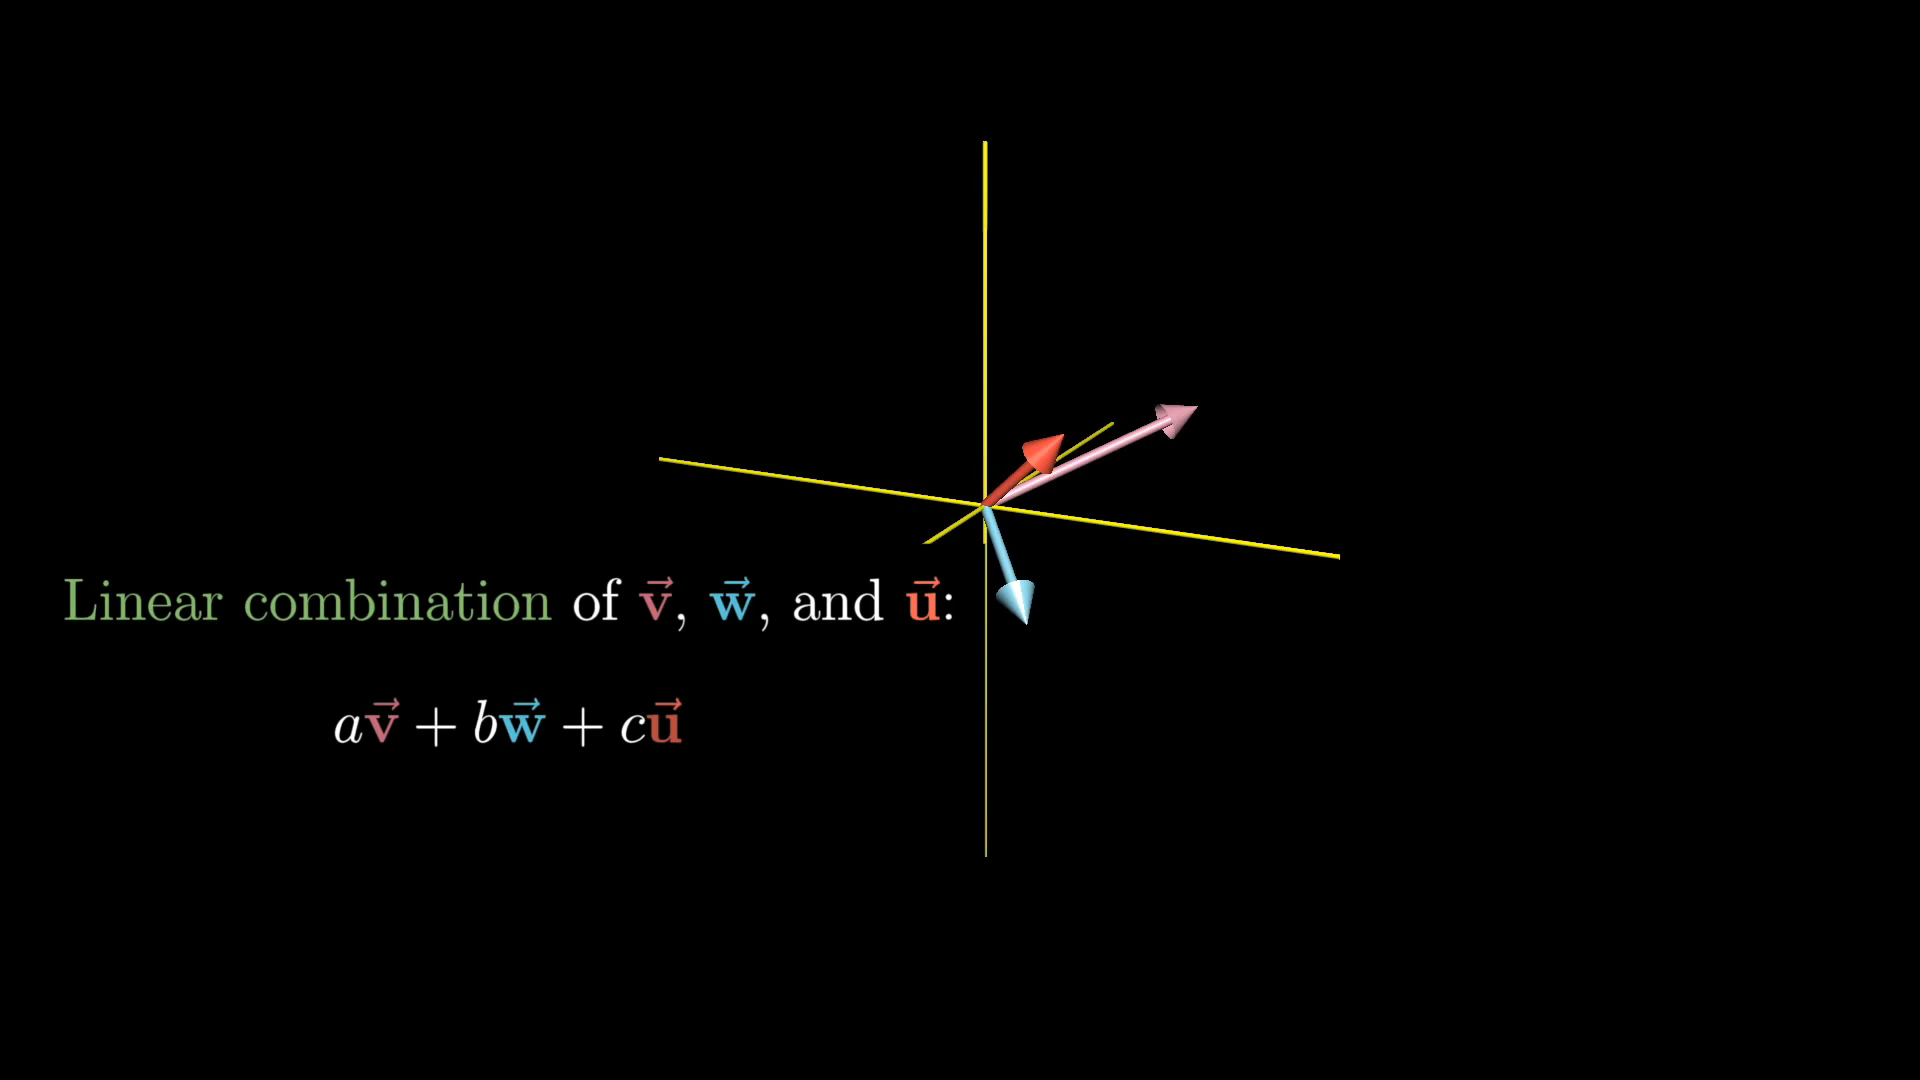 Linear combination of v⃗, w⃗, and u⃗:
av⃗ + bw⃗ + cu⃗